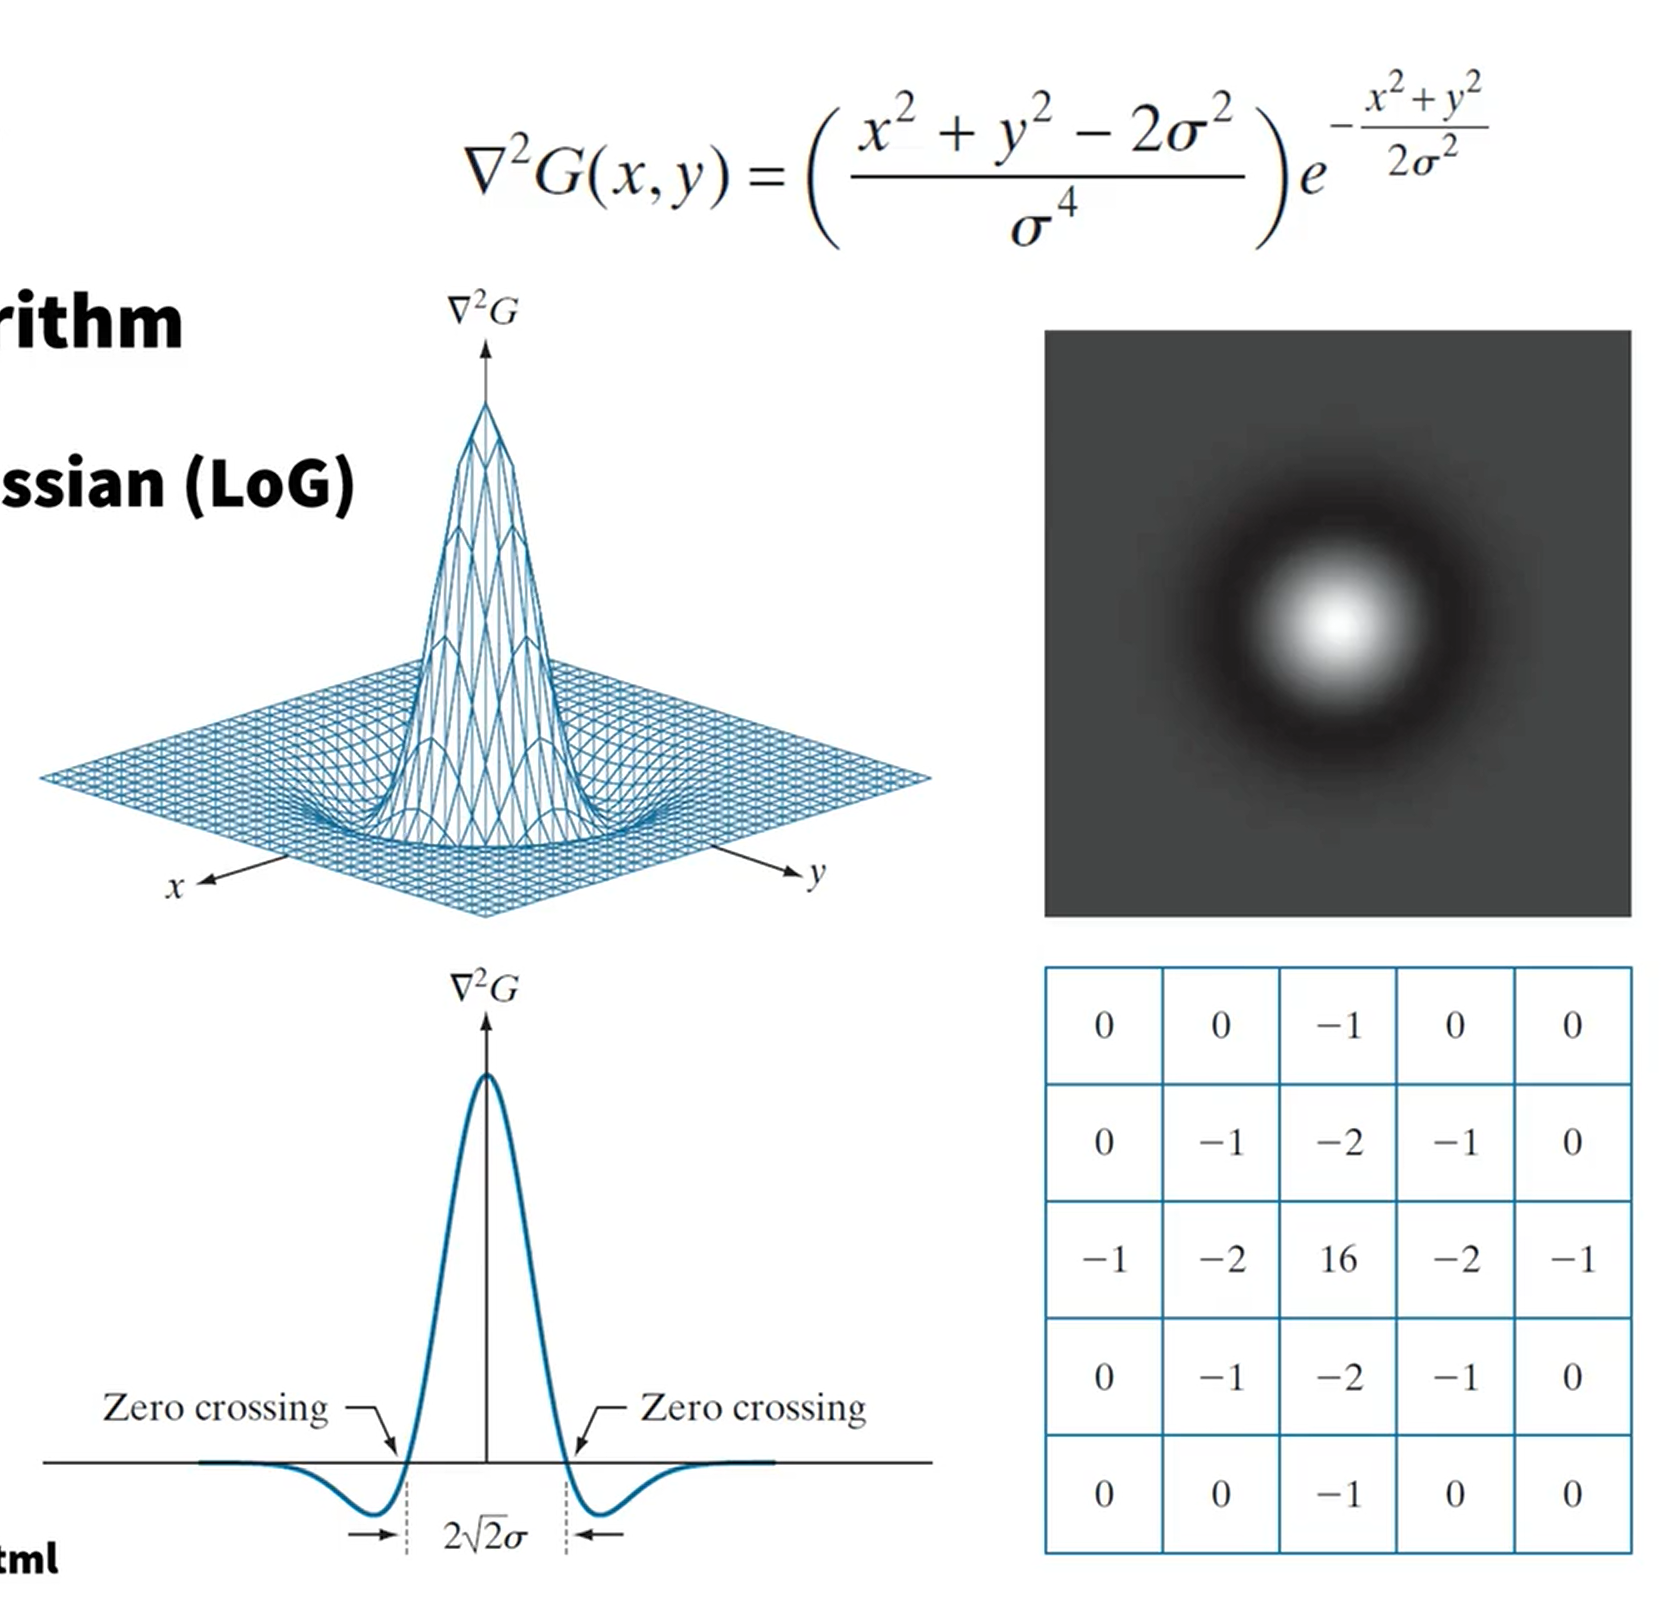 ∇²G(x, y) = ( (x² + y² − 2σ²) / σ⁴ ) e^(−(x² + y²) / 2σ²)
rithm
ssian (LoG)
∇²G
x
y
∇²G
Zero crossing
Zero crossing
2√2σ
0 0 −1 0 0
0 −1 −2 −1 0
−1 −2 16 −2 −1
0 −1 −2 −1 0
0 0 −1 0 0
tml